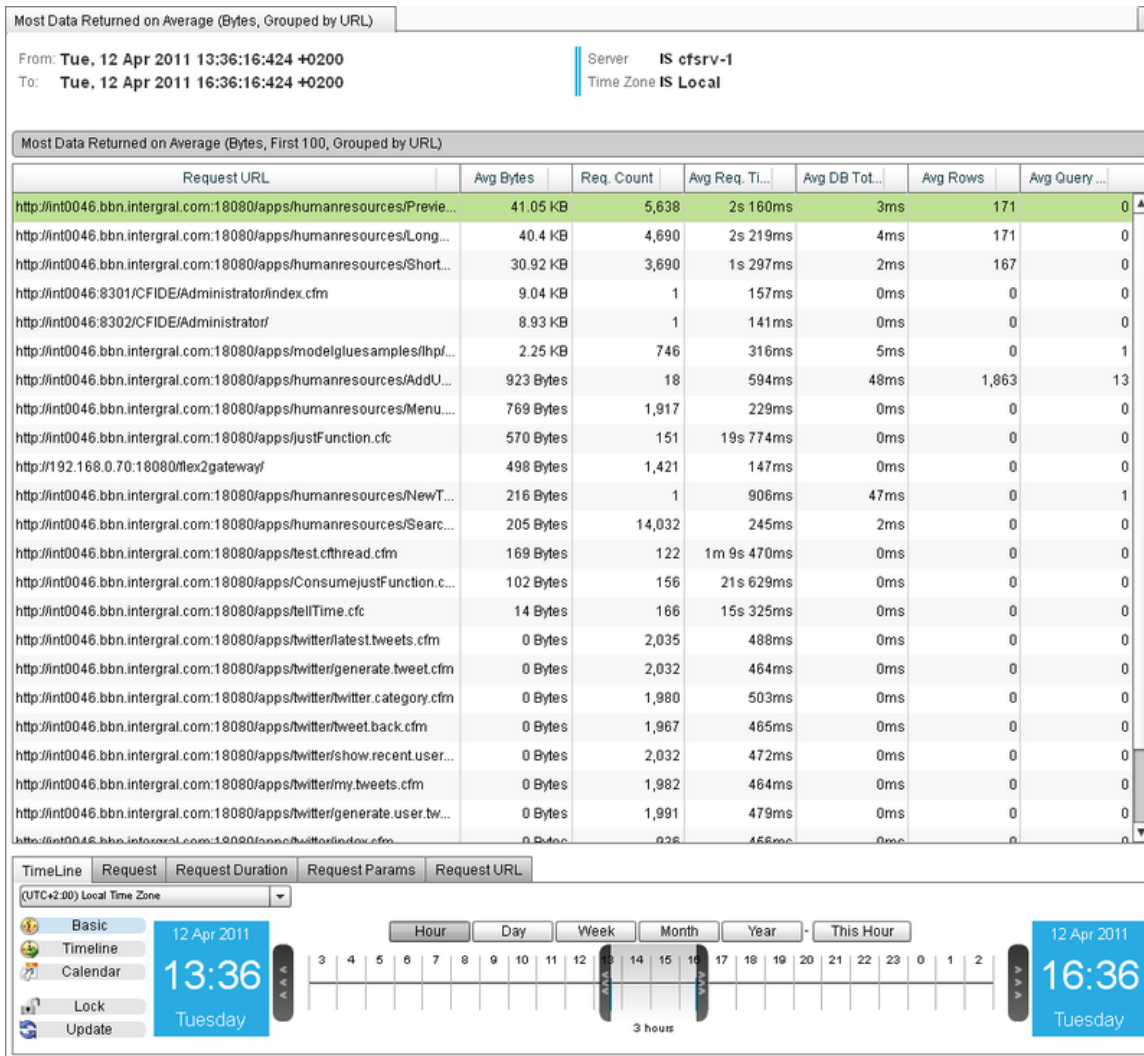 Most Data Returned on Average (Bytes, Grouped by URL)
From: Tue, 12 Apr 2011 13:36:16:424 +0200
To: Tue, 12 Apr 2011 16:36:16:424 +0200
Server IS cfsrv-1
Time Zone IS Local
Most Data Returned on Average (Bytes, First 100, Grouped by URL)
Request URL Avg Bytes Req. Count Avg Req. Ti... Avg DB Tot... Avg Rows Avg Query ...
http://int0046.bbn.intergral.com:18080/apps/humanresources/Previe... 41.05 KB 5,638 2s 160ms 3ms 171 0
http://int0046.bbn.intergral.com:18080/apps/humanresources/Long... 40.4 KB 4,690 2s 219ms 4ms 171 0
http://int0046.bbn.intergral.com:18080/apps/humanresources/Short... 30.92 KB 3,690 1s 297ms 2ms 167 0
http://int0046:8301/CFIDE/Administrator/index.cfm 9.04 KB 1 157ms 0ms 0 0
http://int0046:8302/CFIDE/Administrator/ 8.93 KB 1 141ms 0ms 0 0
http://int0046.bbn.intergral.com:18080/apps/modelgluesamples/lhp/... 2.25 KB 746 316ms 5ms 0 1
http://int0046.bbn.intergral.com:18080/apps/humanresources/AddU... 923 Bytes 18 594ms 48ms 1,863 13
http://int0046.bbn.intergral.com:18080/apps/humanresources/Menu.... 769 Bytes 1,917 229ms 0ms 0 0
http://int0046.bbn.intergral.com:18080/apps/justFunction.cfc 570 Bytes 151 19s 774ms 0ms 0 0
http://192.168.0.70:18080/flex2gateway/ 498 Bytes 1,421 147ms 0ms 0 0
http://int0046.bbn.intergral.com:18080/apps/humanresources/NewT... 216 Bytes 1 906ms 47ms 0 1
http://int0046.bbn.intergral.com:18080/apps/humanresources/Searc... 205 Bytes 14,032 245ms 2ms 0 0
http://int0046.bbn.intergral.com:18080/apps/test.cfthread.cfm 169 Bytes 122 1m 9s 470ms 0ms 0 0
http://int0046.bbn.intergral.com:18080/apps/ConsumejustFunction.c... 102 Bytes 156 21s 629ms 0ms 0 0
http://int0046.bbn.intergral.com:18080/apps/tellTime.cfc 14 Bytes 166 15s 325ms 0ms 0 0
http://int0046.bbn.intergral.com:18080/apps/twitter/latest.tweets.cfm 0 Bytes 2,035 488ms 0ms 0 0
http://int0046.bbn.intergral.com:18080/apps/twitter/generate.tweet.cfm 0 Bytes 2,032 464ms 0ms 0 0
http://int0046.bbn.intergral.com:18080/apps/twitter/twitter.category.cfm 0 Bytes 1,980 503ms 0ms 0 0
http://int0046.bbn.intergral.com:18080/apps/twitter/tweet.back.cfm 0 Bytes 1,967 465ms 0ms 0 0
http://int0046.bbn.intergral.com:18080/apps/twitter/show.recent.user... 0 Bytes 2,032 472ms 0ms 0 0
http://int0046.bbn.intergral.com:18080/apps/twitter/my.tweets.cfm 0 Bytes 1,982 464ms 0ms 0 0
http://int0046.bbn.intergral.com:18080/apps/twitter/generate.user.tw... 0 Bytes 1,991 479ms 0ms 0 0
http://int0046.bbn.intergral.com:18080/apps/twitter/index.cfm 0 Bytes 0ms 0 0
TimeLine Request Request Duration Request Params Request URL
(UTC+2:00) Local Time Zone
Basic
Timeline
Calendar
Lock
Update
12 Apr 2011
13:36
Tuesday
Hour Day Week Month Year - This Hour
3 4 5 6 7 8 9 10 11 12 13 14 15 16 17 18 19 20 21 22 23 0 1 2
3 hours
12 Apr 2011
16:36
Tuesday